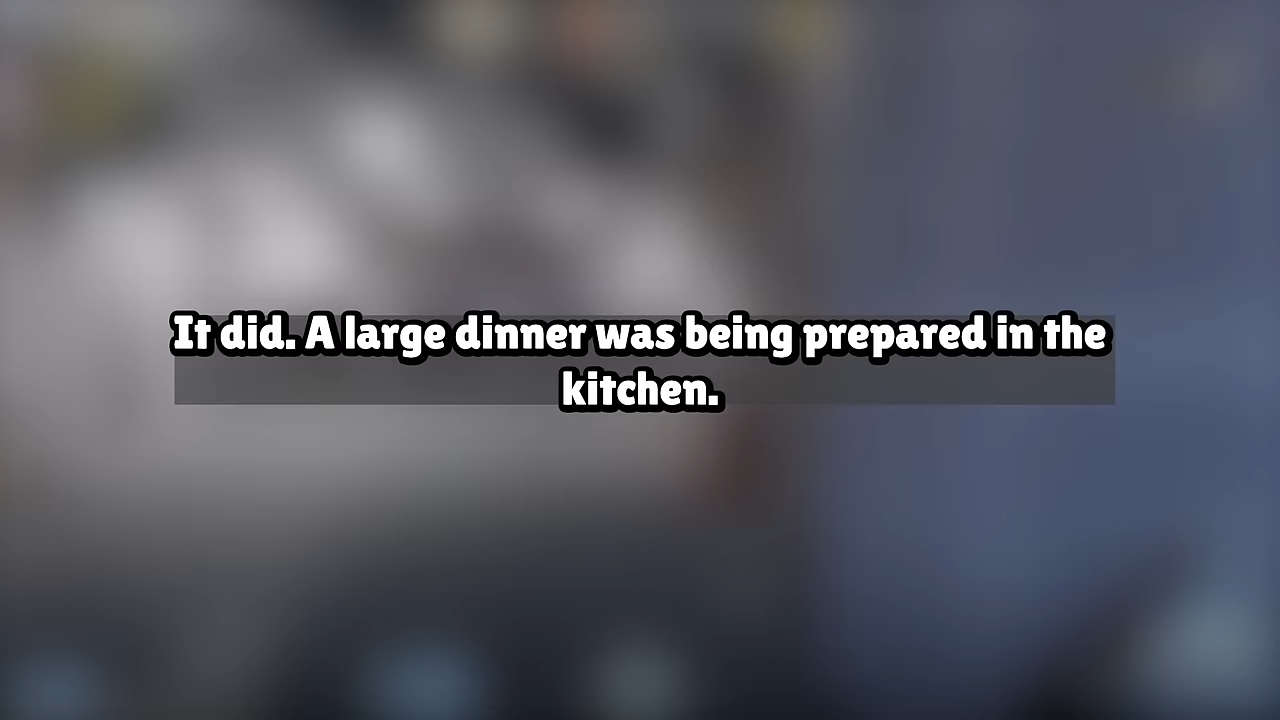 It did. A large dinner was being prepared in the
kitchen.